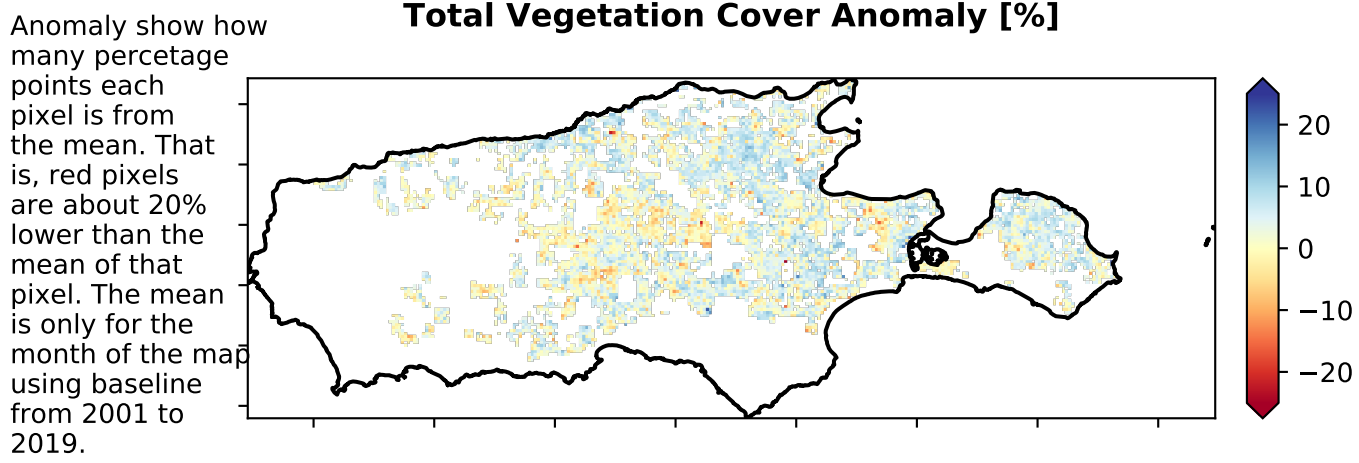 Total Vegetation Cover Anomaly [%]
Anomaly show how
many percetage
points each
pixel is from
the mean. That
is, red pixels
are about 20%
lower than the
mean of that
pixel. The mean
is only for the
month of the map
using baseline
from 2001 to
2019.
20
10
0
−10
−20